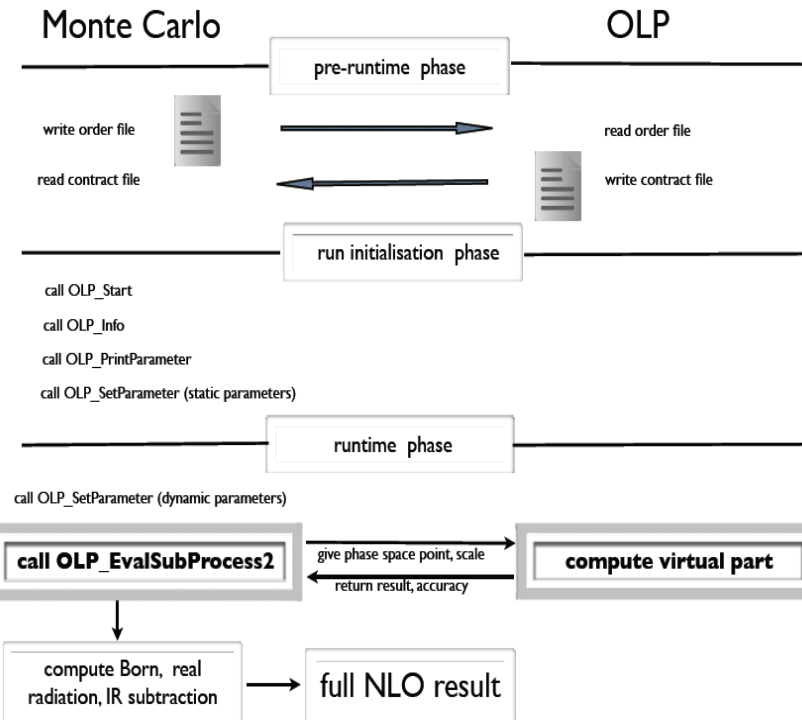 Monte Carlo
OLP
pre-runtime phase
write order file
read order file
read contract file
write contract file
run initialisation phase
call OLP_Start
call OLP_Info
call OLP_PrintParameter
call OLP_SetParameter (static parameters)
runtime phase
call OLP_SetParameter (dynamic parameters)
call OLP_EvalSubProcess2
give phase space point, scale
return result, accuracy
compute virtual part
compute Born, real
radiation, IR subtraction
full NLO result